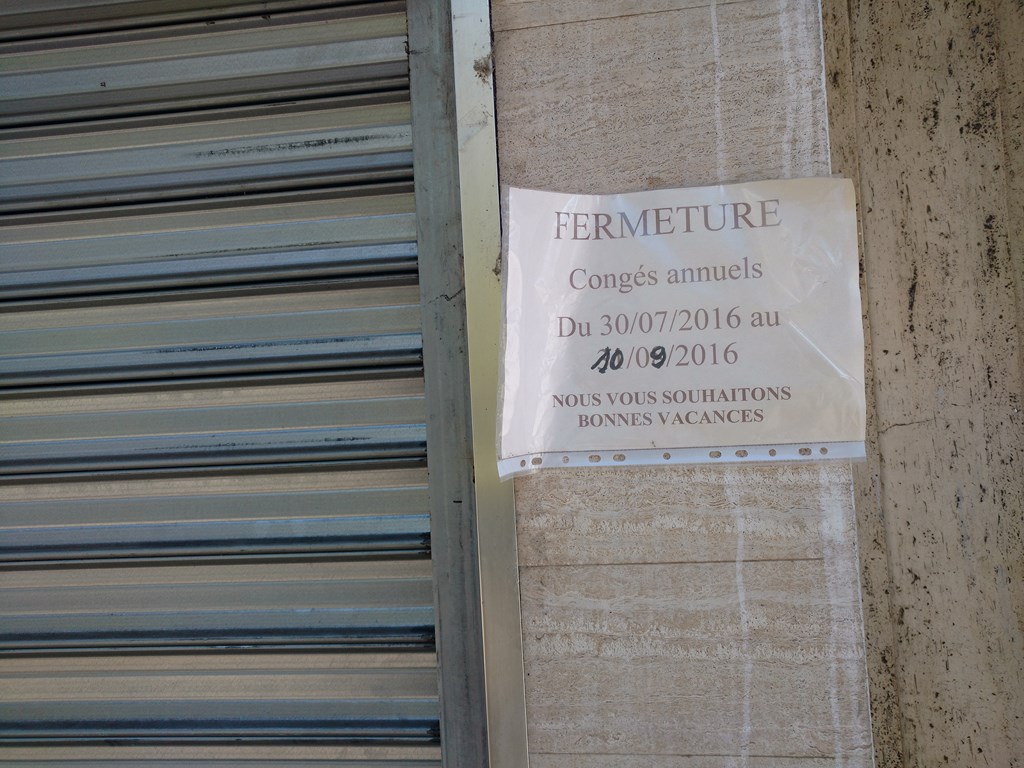 FERMETURE
Congés annuels
Du 30/07/2016 au
10/09/2016
NOUS VOUS SOUHAITONS
BONNES VACANCES